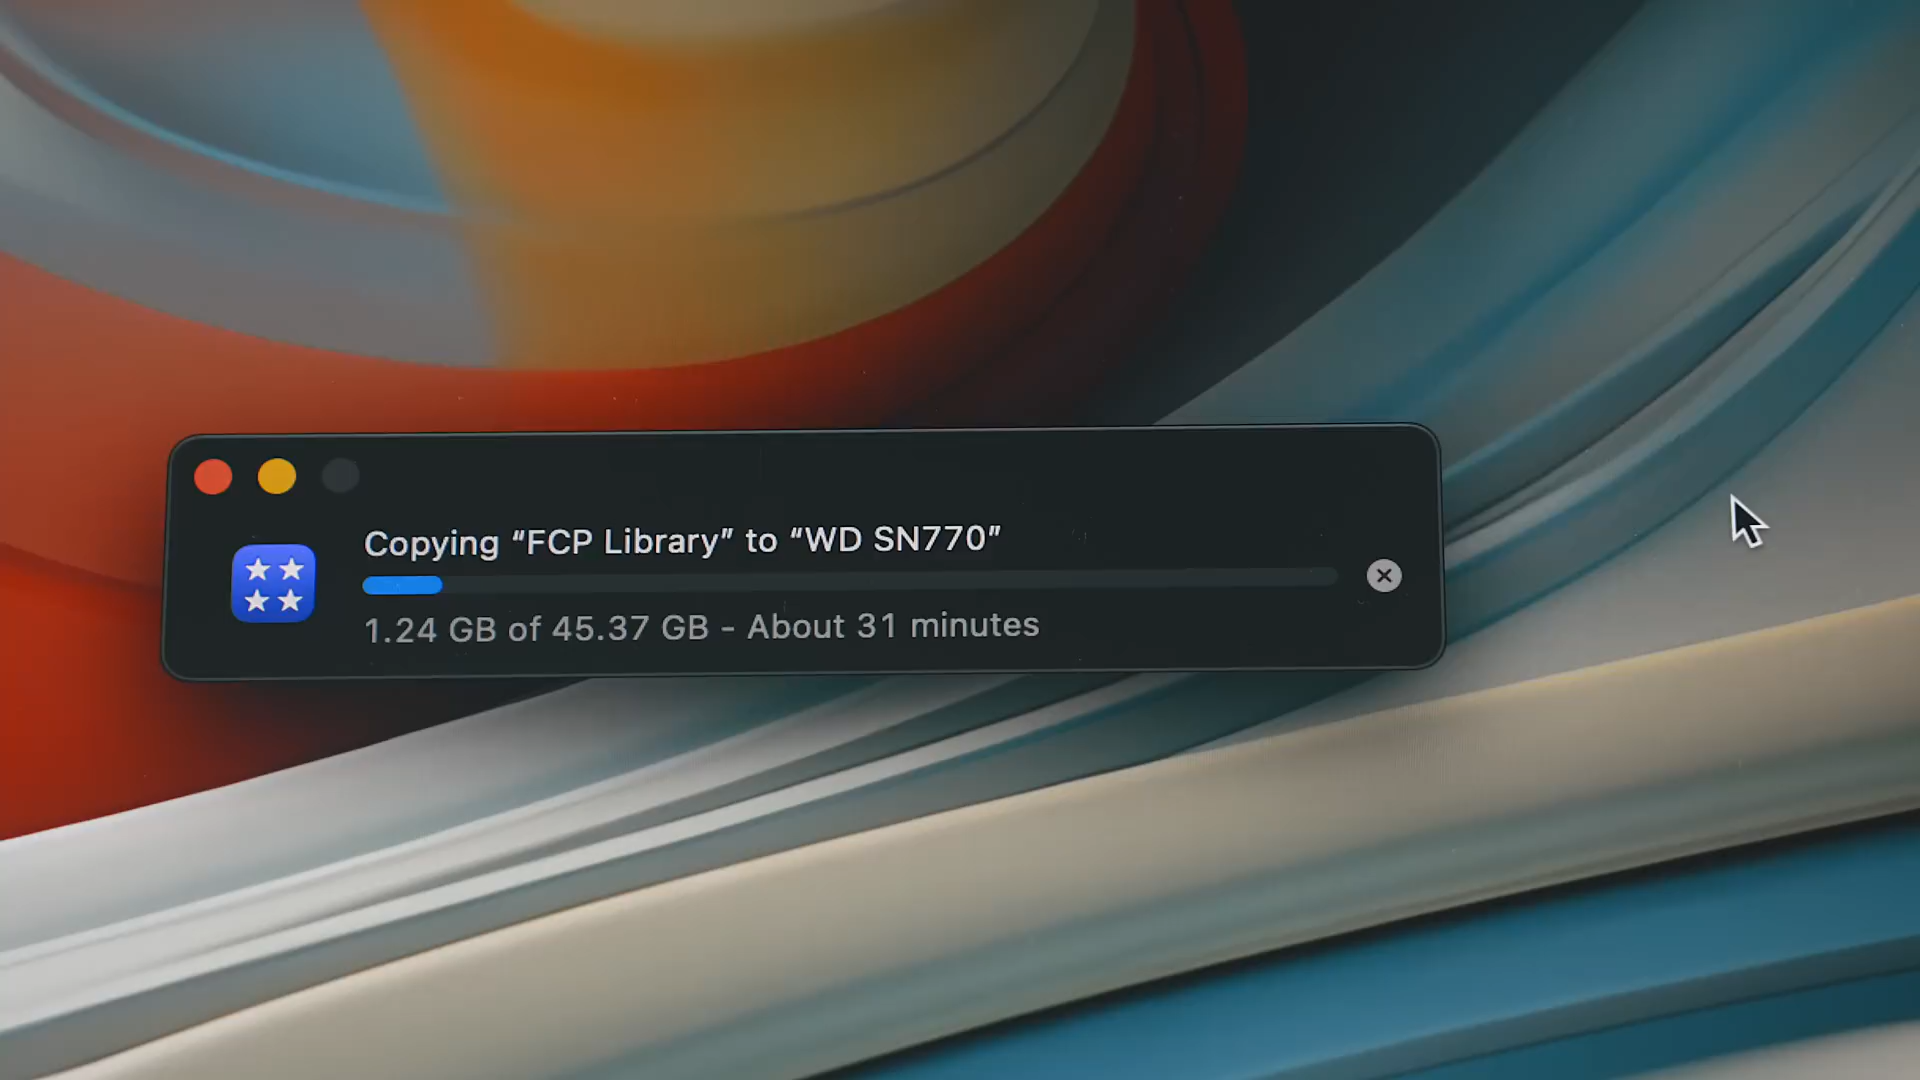 Copying “FCP Library” to “WD SN770”
1.24 GB of 45.37 GB - About 31 minutes